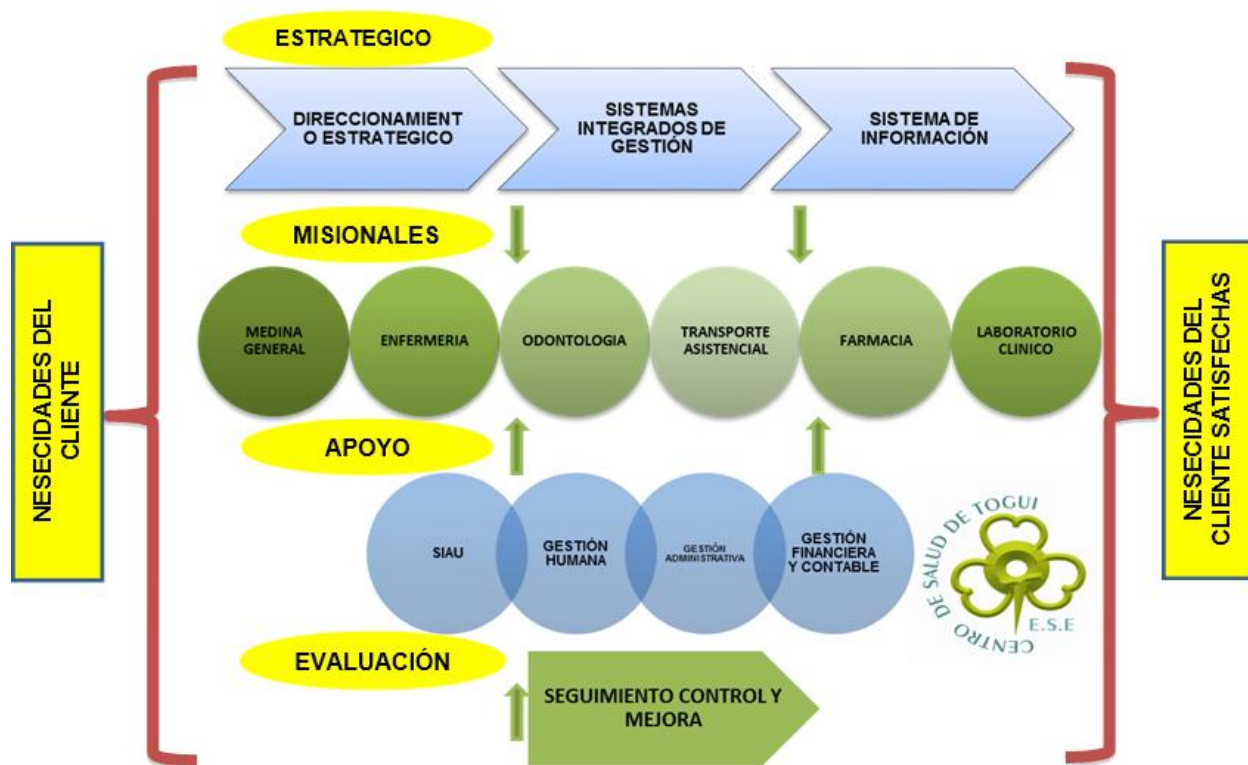 ESTRATEGICO
DIRECCIONAMIENT
O ESTRATEGICO
SISTEMAS
INTEGRADOS DE
GESTIÓN
SISTEMA DE
INFORMACIÓN
MISIONALES
MEDINA
GENERAL
ENFERMERIA
ODONTOLOGIA
TRANSPORTE
ASISTENCIAL
FARMACIA
LABORATORIO
CLINICO
APOYO
SIAU
GESTIÓN
HUMANA
GESTIÓN
ADMINISTRATIVA
GESTIÓN
FINANCIERA
Y CONTABLE
CENTRO DE SALUD DE TOGUI
E.S.E
EVALUACIÓN
SEGUIMIENTO CONTROL Y
MEJORA
NESECIDADES DEL
CLIENTE
NESECIDADES DEL
CLIENTE SATISFECHAS